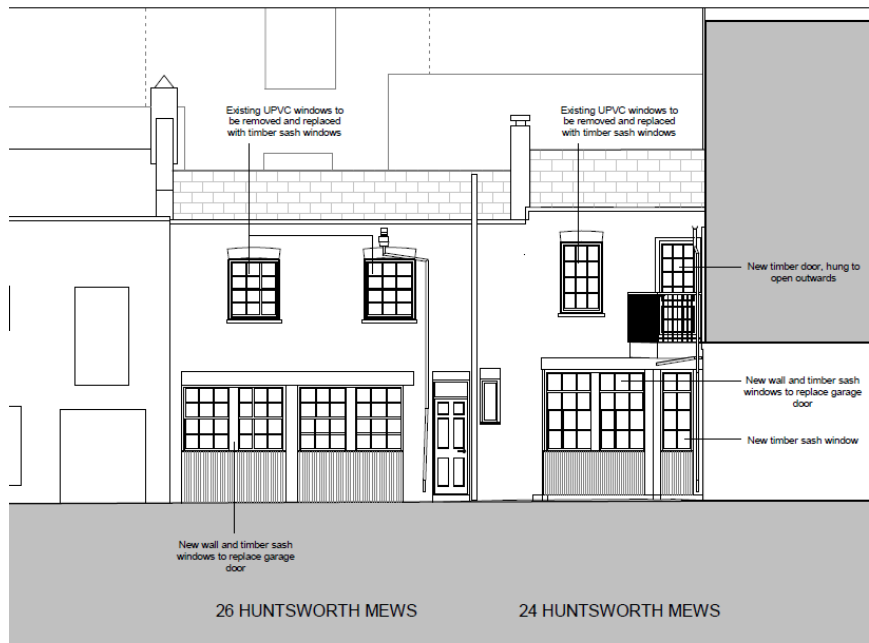 Existing UPVC windows to
be removed and replaced
with timber sash windows
Existing UPVC windows to
be removed and replaced
with timber sash windows
New timber door, hung to
open outwards
New wall and timber sash
windows to replace garage
door
New timber sash window
New wall and timber sash
windows to replace garage
door
26 HUNTSWORTH MEWS
24 HUNTSWORTH MEWS